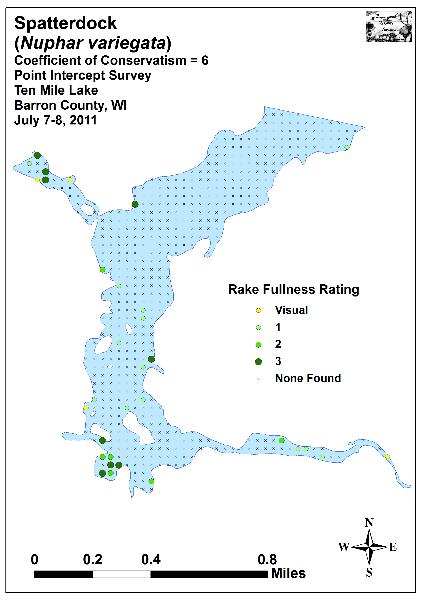 Spatterdock
(Nuphar variegata)
Coefficient of Conservatism = 6
Point Intercept Survey
Ten Mile Lake
Barron County, WI
July 7-8, 2011
Rake Fullness Rating
Visual
1
2
3
None Found
N
W E
S
0 0.2 0.4 0.8
Miles